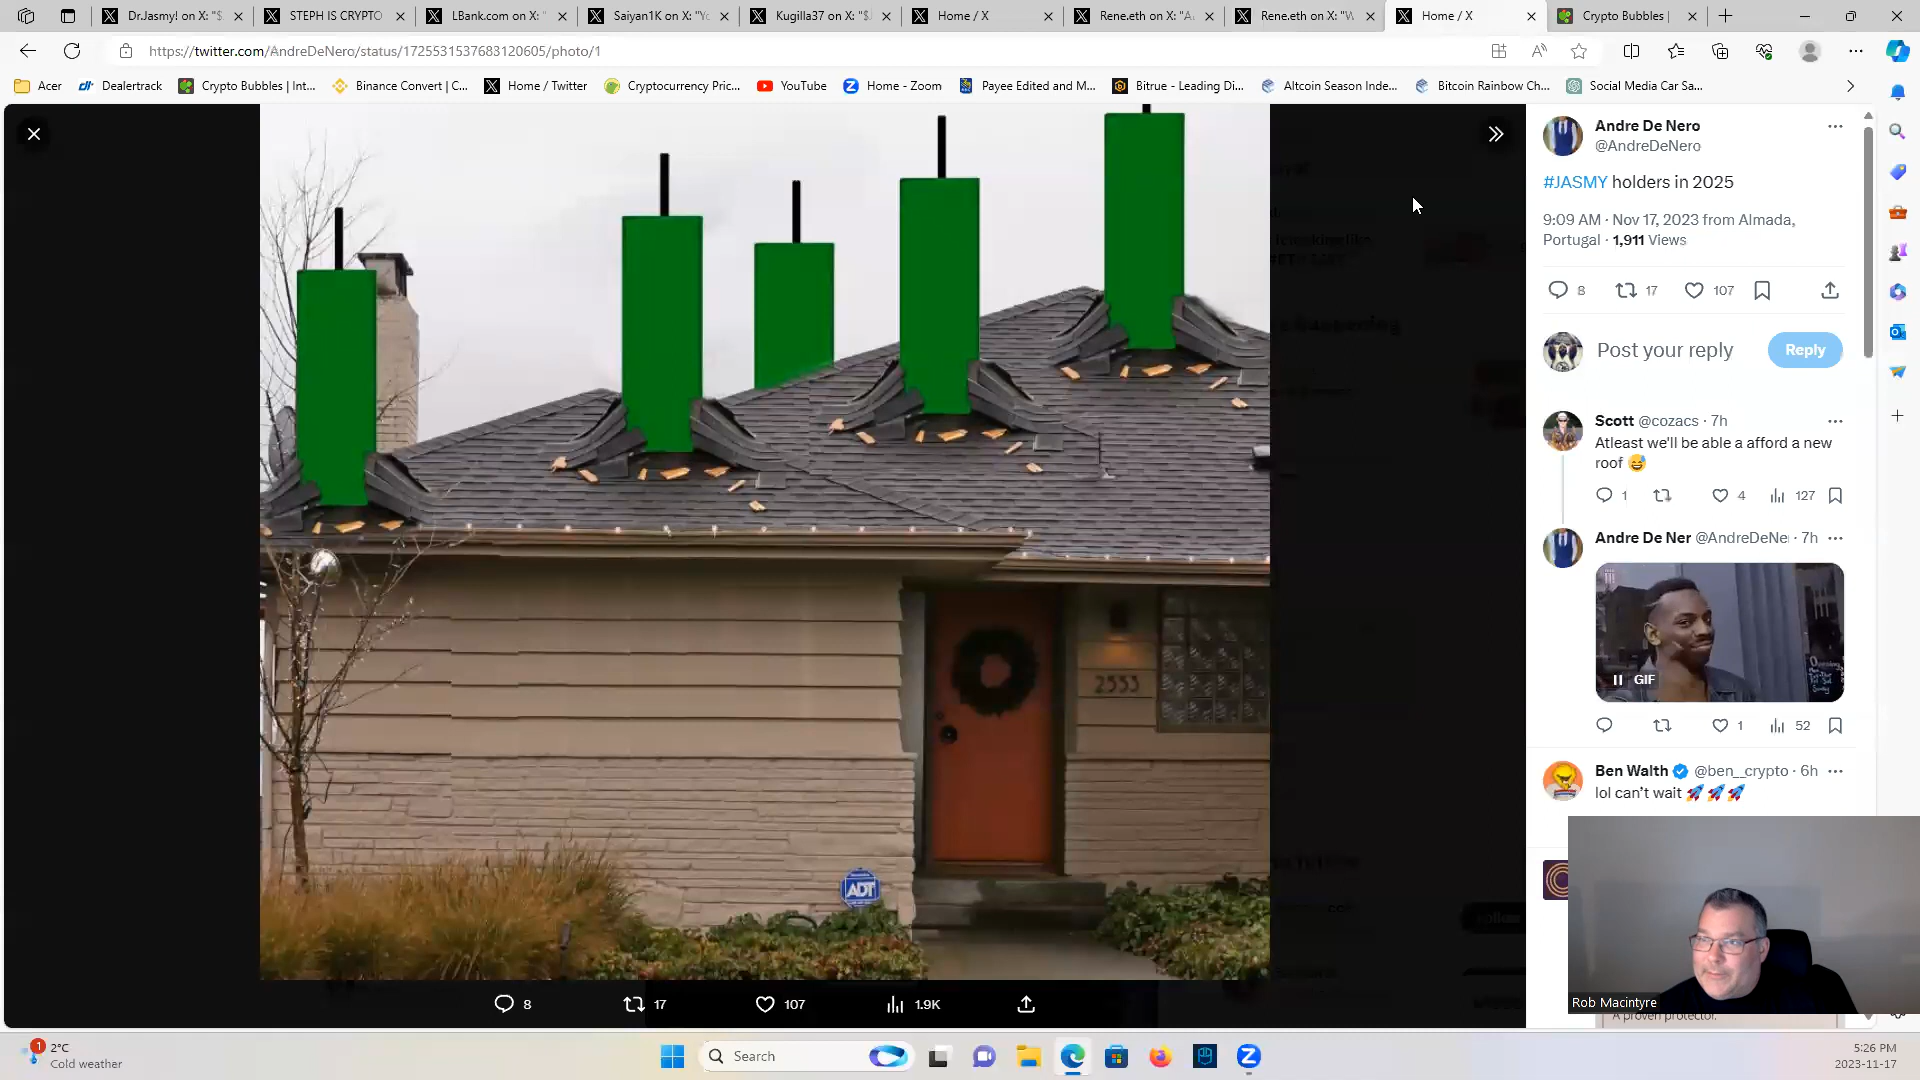 DrJasmy! on X: "$
STEPH IS CRYPTO
LBank.com on X: "
Saiyan1K on X: "Yo
Kugilla37 on X: "$J
Home / X
Rene.eth on X: "A
Rene.eth on X: "W
Home / X
Crypto Bubbles |
https://twitter.com/AndreDeNero/status/1725531537683120605/photo/1
Acer
Dealertrack
Crypto Bubbles | Int...
Binance Convert | C...
Home / Twitter
Cryptocurrency Pric...
YouTube
Home - Zoom
Payee Edited and M...
Bitrue - Leading Di...
Altcoin Season Inde...
Bitcoin Rainbow Ch...
Social Media Car Sa...
2553
ADT
8
17
107
1.9K
Andre De Nero
@AndreDeNero
#JASMY holders in 2025
9:09 AM · Nov 17, 2023 from Almada,
Portugal · 1,911 Views
8 17 107
Post your reply
Reply
Scott @cozacs · 7h
Atleast we'll be able a afford a new
roof 😅
1 4 127
Andre De Ner @AndreDeNe · 7h
GIF
1 52
Ben Walth @ben__crypto · 6h
lol can't wait 🚀🚀🚀
Rob Macintyre
A proven protector.
1
2°C
Cold weather
Search
5:26 PM
2023-11-17